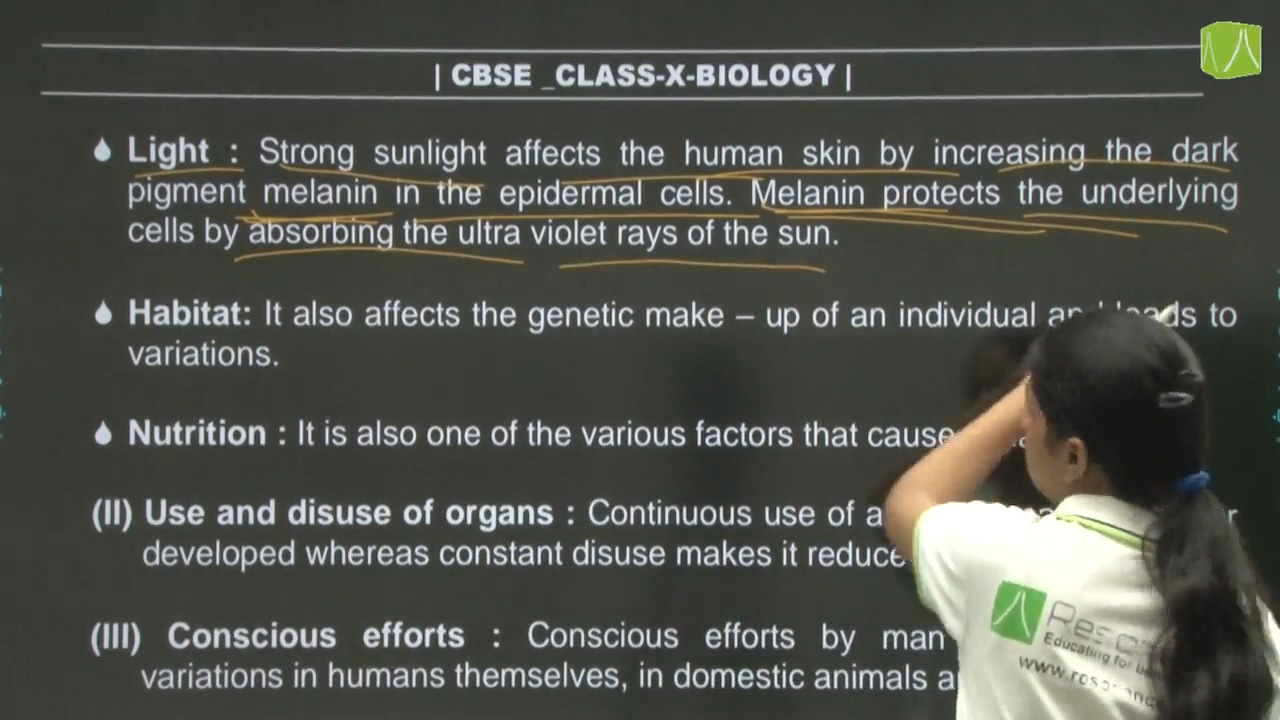 | CBSE _CLASS-X-BIOLOGY |
Light : Strong sunlight affects the human skin by increasing the dark
pigment melanin in the epidermal cells. Melanin protects the underlying
cells by absorbing the ultra violet rays of the sun.
Habitat: It also affects the genetic make – up of an individual to
variations.
Nutrition : It is also one of the various factors that cause
(II) Use and disuse of organs : Continuous use of a
developed whereas constant disuse makes it reduce
(III) Conscious efforts : Conscious efforts by man
variations in humans themselves, in domestic animals
Educating for
www.